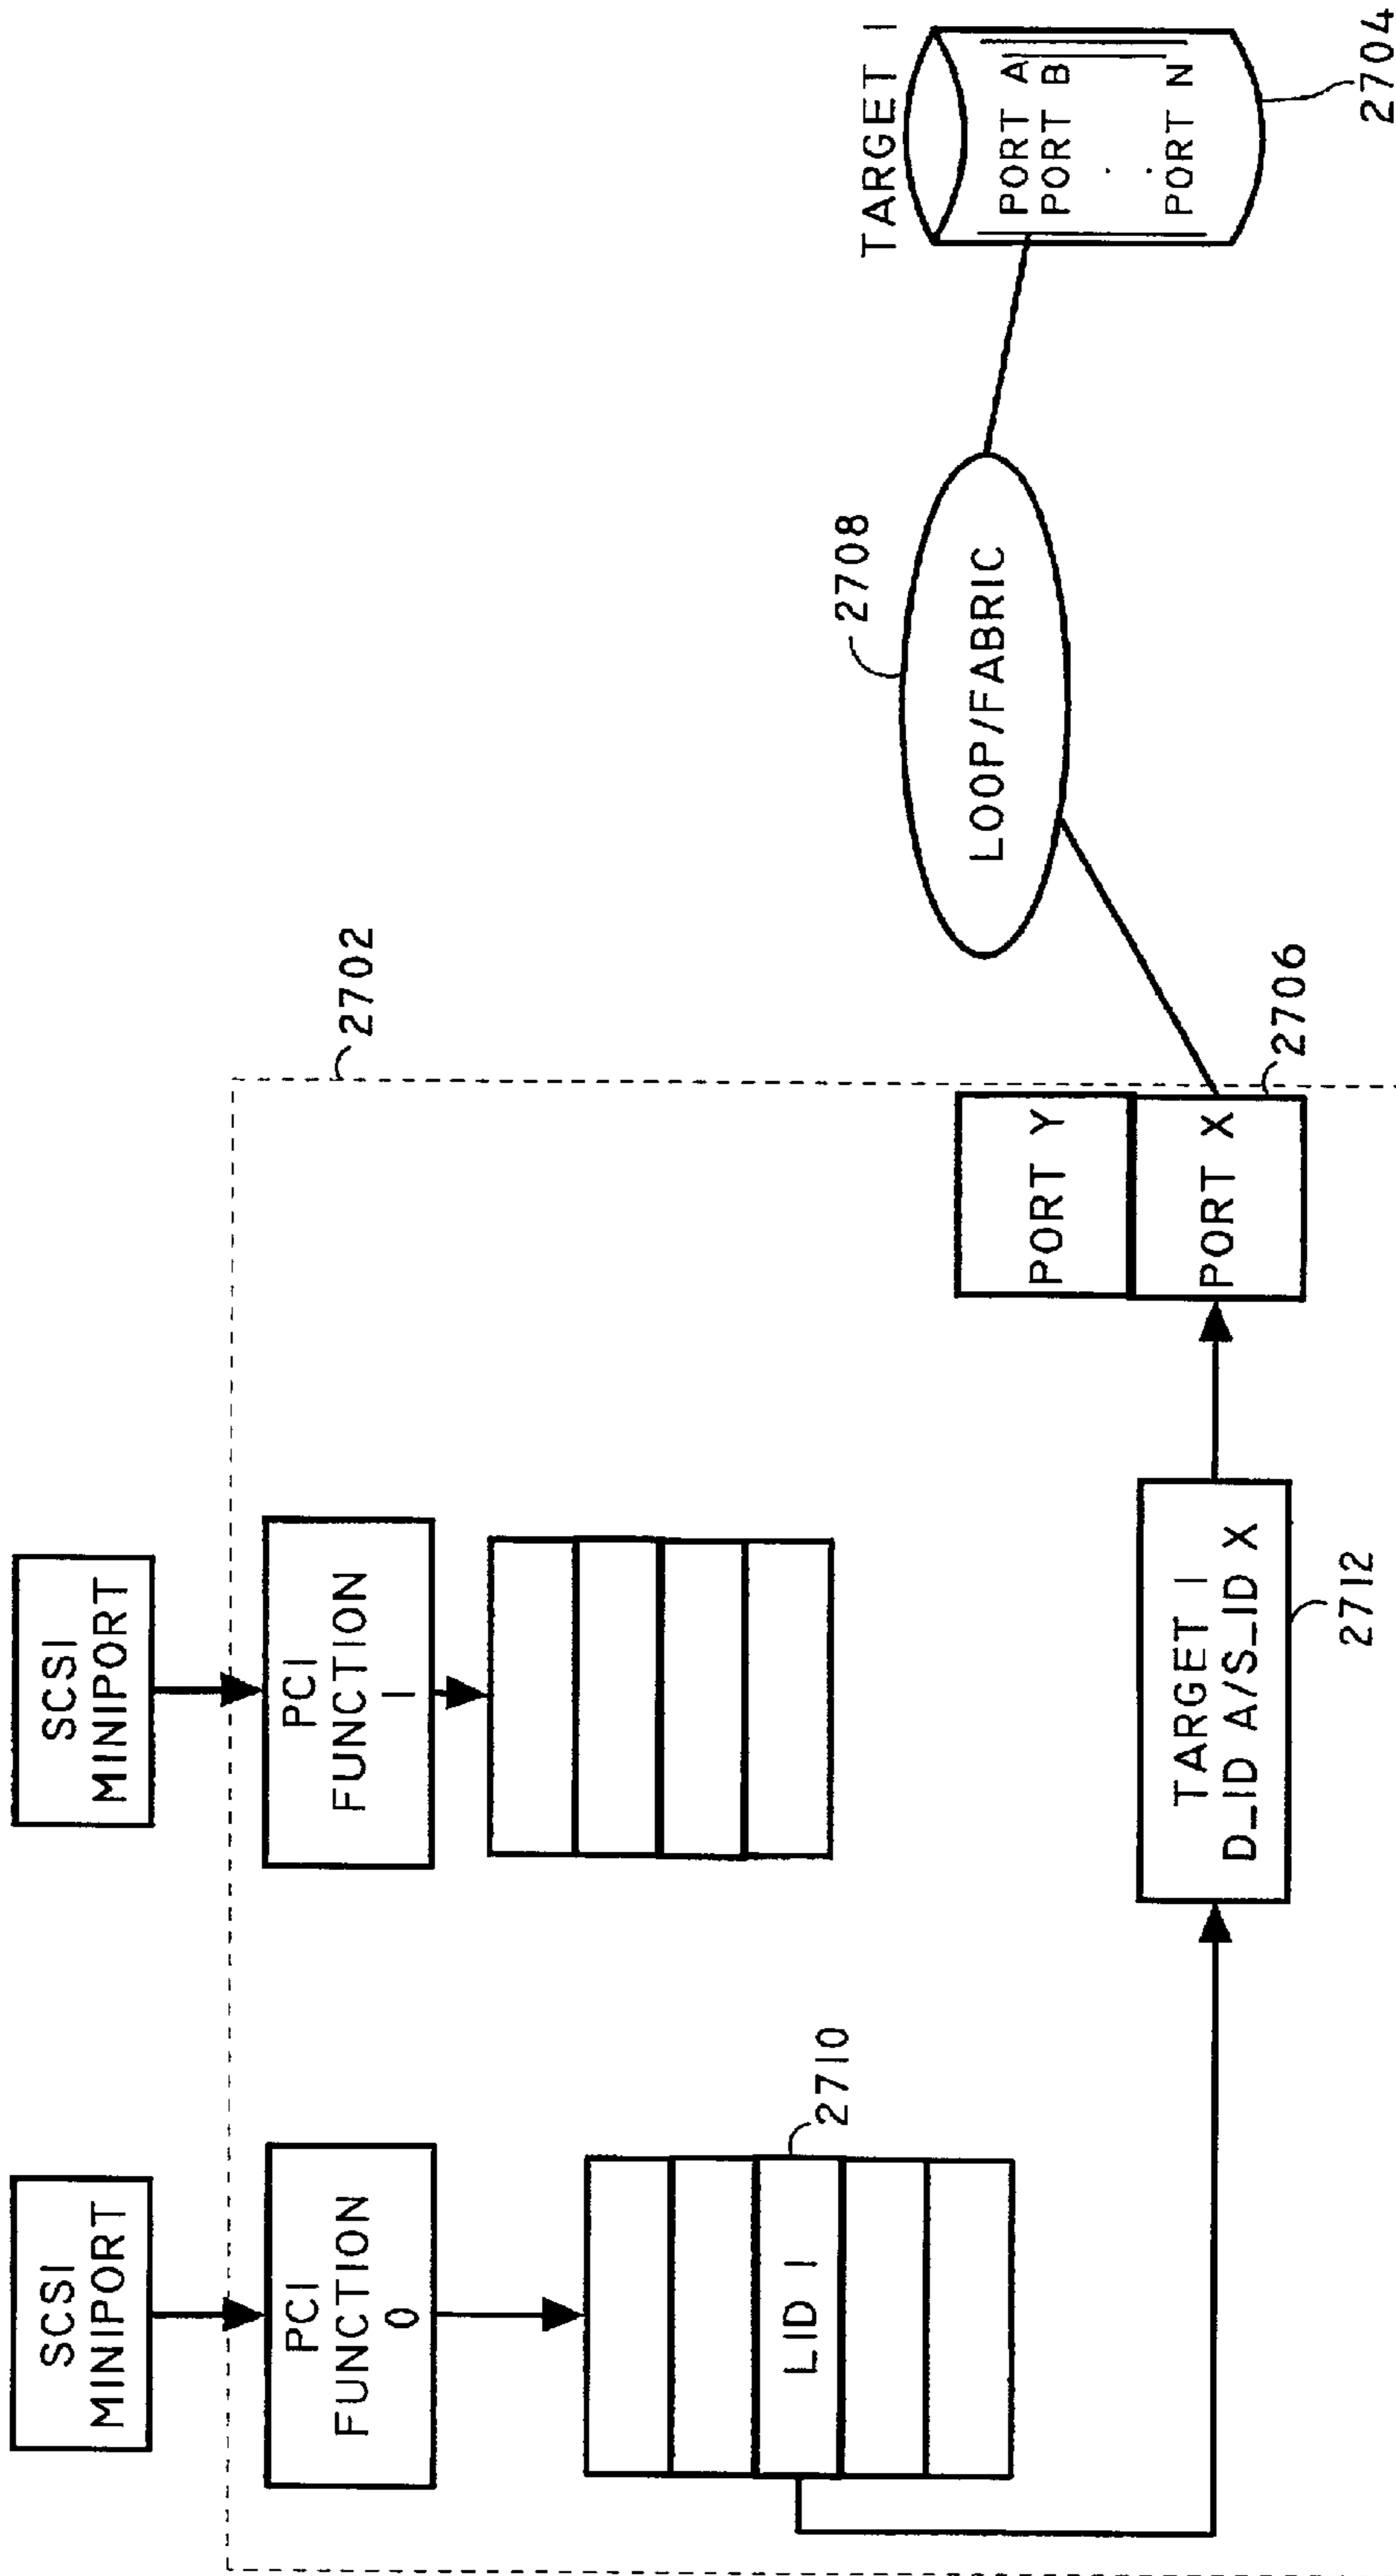 SCSI
MINIPORT
SCSI
MINIPORT
2702
PCI
FUNCTION
0
PCI
FUNCTION
1
LID 1
2710
TARGET 1
D_ID A/S_ID X
2712
PORT Y
PORT X
2706
LOOP/FABRIC
2708
TARGET 1
PORT A
PORT B
.
.
PORT N
2704